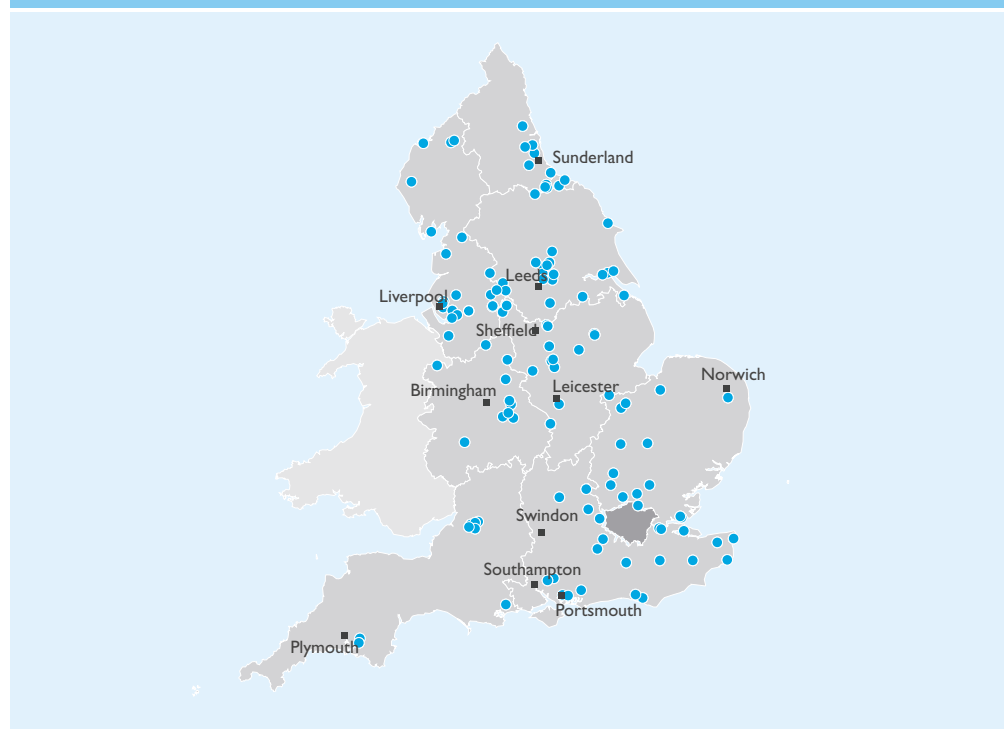 Sunderland
Leeds
Liverpool
Sheffield
Birmingham
Leicester
Norwich
Swindon
Southampton
Portsmouth
Plymouth